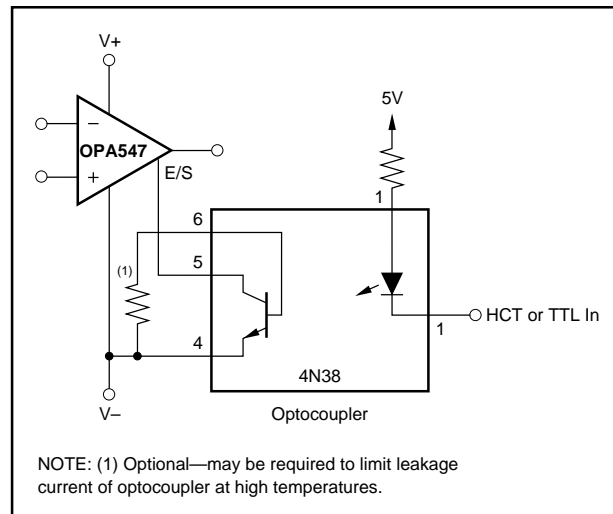 V+
5V
−
OPA547
+
E/S
1
6
(1)
5
HCT or TTL In
1
4
4N38
V–
Optocoupler
NOTE: (1) Optional—may be required to limit leakage
current of optocoupler at high temperatures.